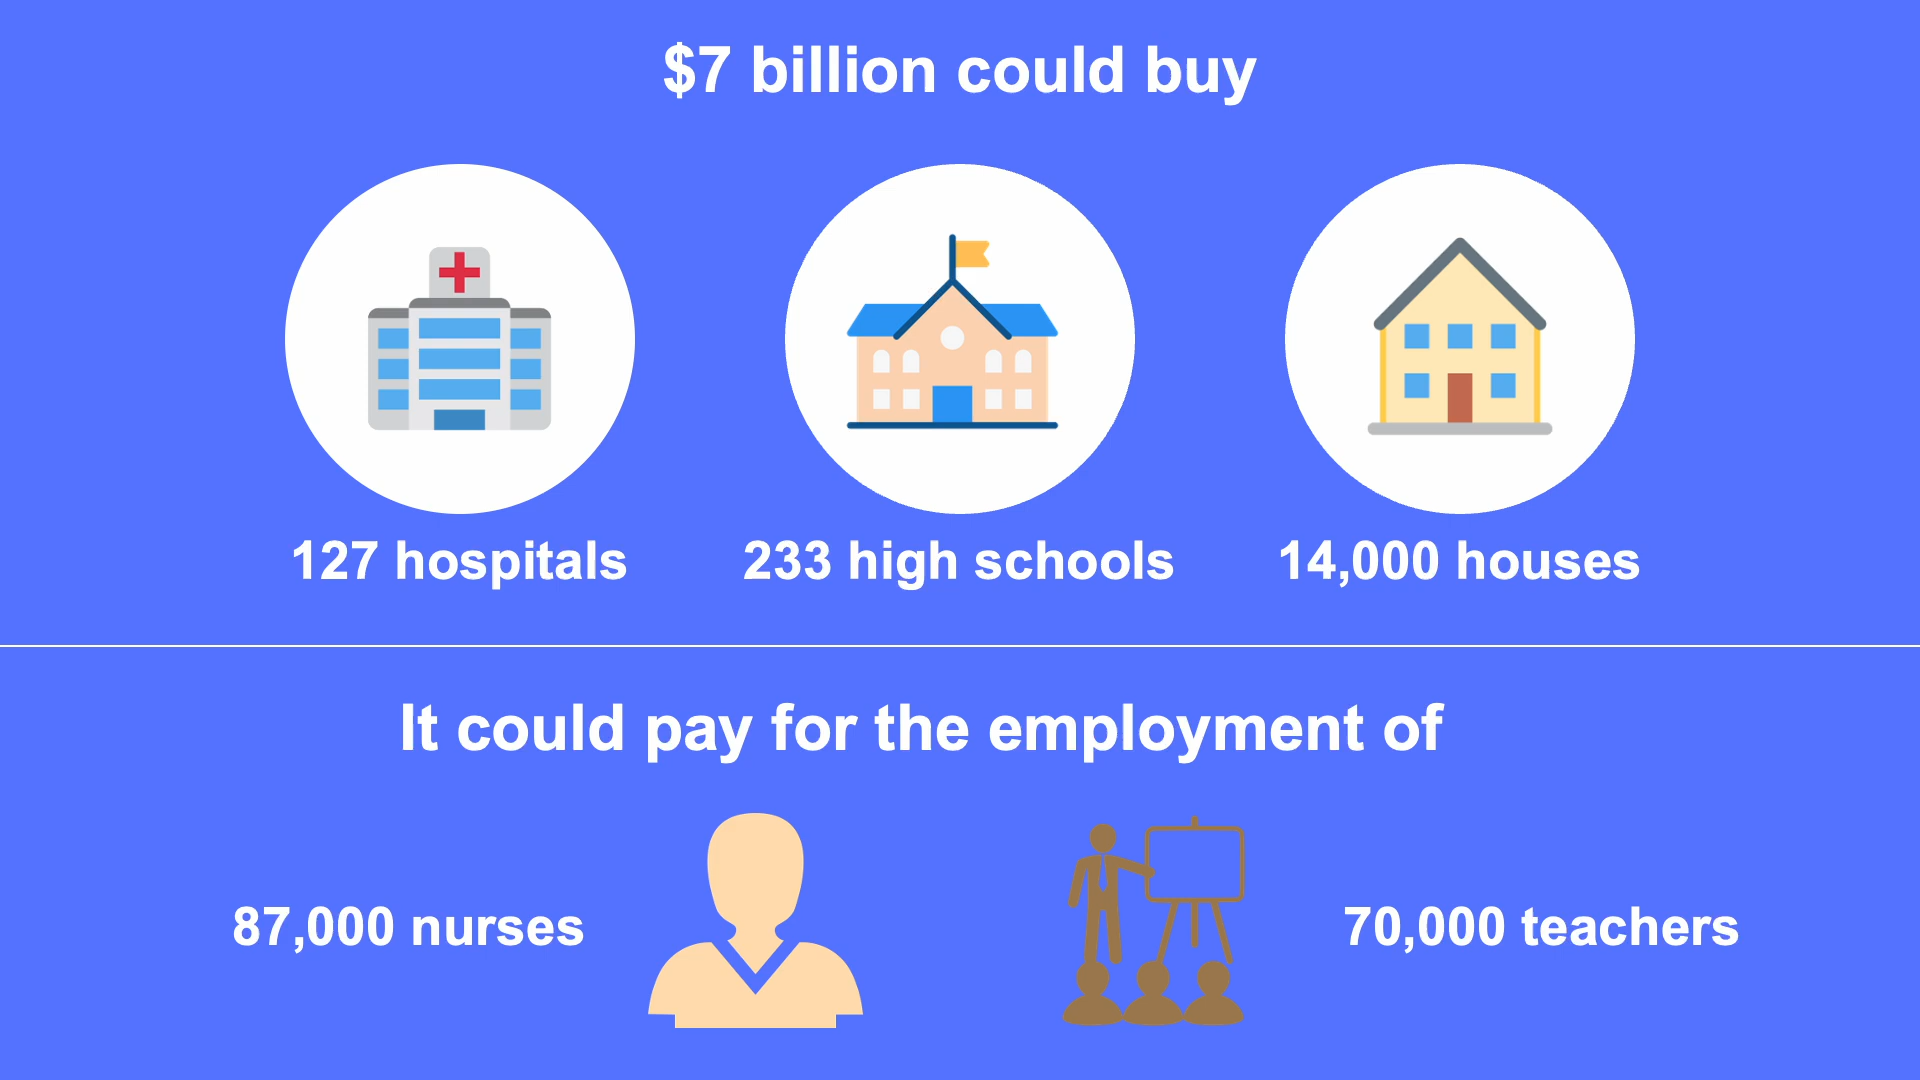 $7 billion could buy
127 hospitals
233 high schools
14,000 houses
It could pay for the employment of
87,000 nurses
70,000 teachers